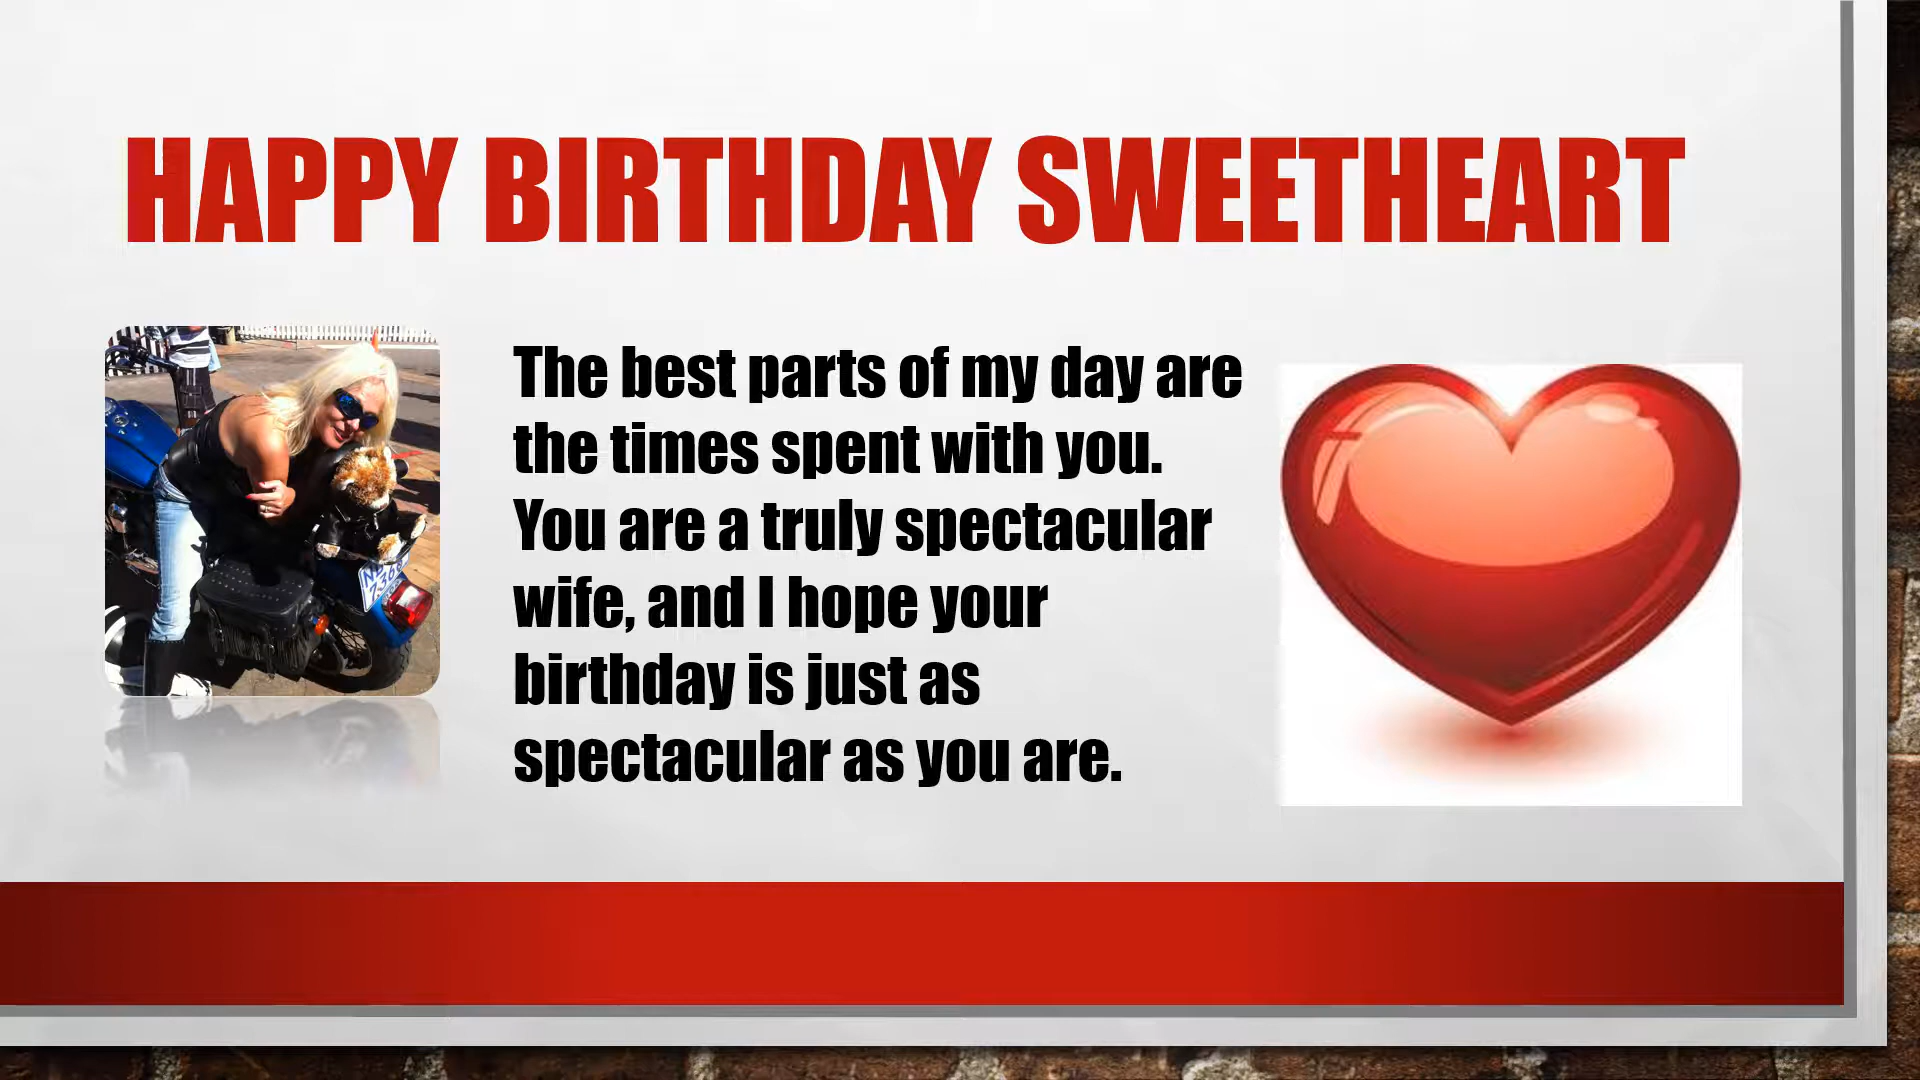 HAPPY BIRTHDAY SWEETHEART
The best parts of my day are
the times spent with you.
You are a truly spectacular
wife, and I hope your
birthday is just as
spectacular as you are.